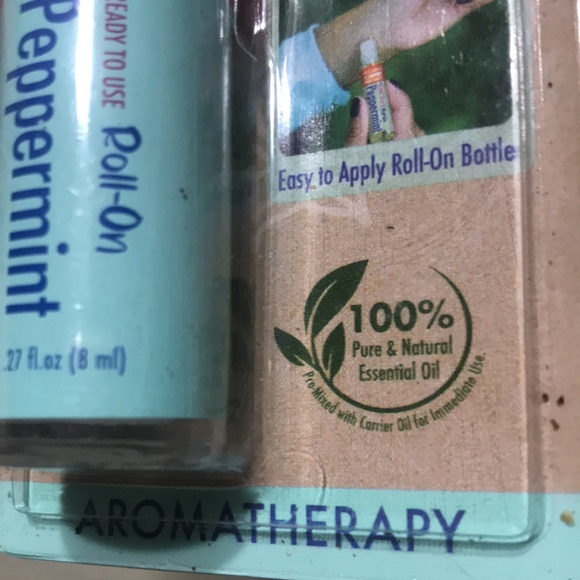 READY TO USE
Roll-On
Peppermint
.27 fl.oz (8 ml)
Peppermint
Easy to Apply Roll-On Bottle
100%
Pure & Natural
Essential Oil
Pre-Mixed with Carrier Oil for Immediate Use
AROMATHERAPY